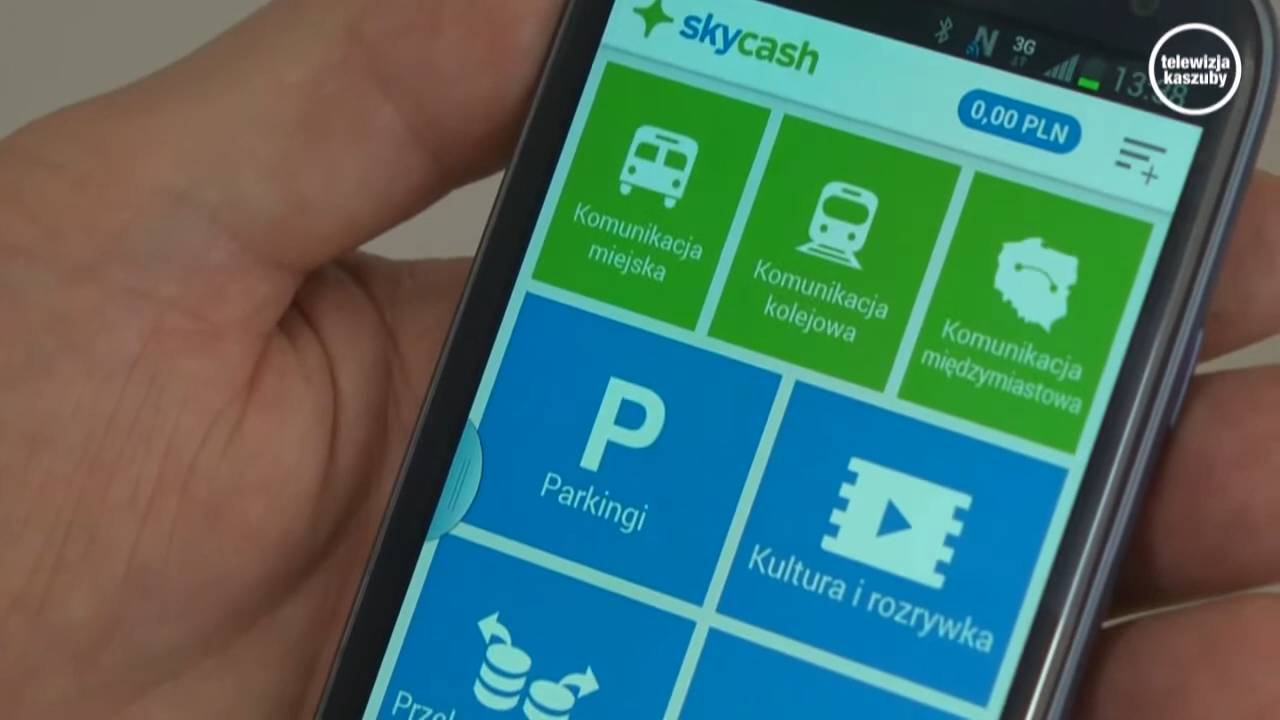 skycash
3G
telewizja
kaszuby
0,00 PLN
Komunikacja
miejska
Komunikacja
kolejowa
Komunikacja
międzymiastowa
P
Parkingi
Kultura i rozrywka